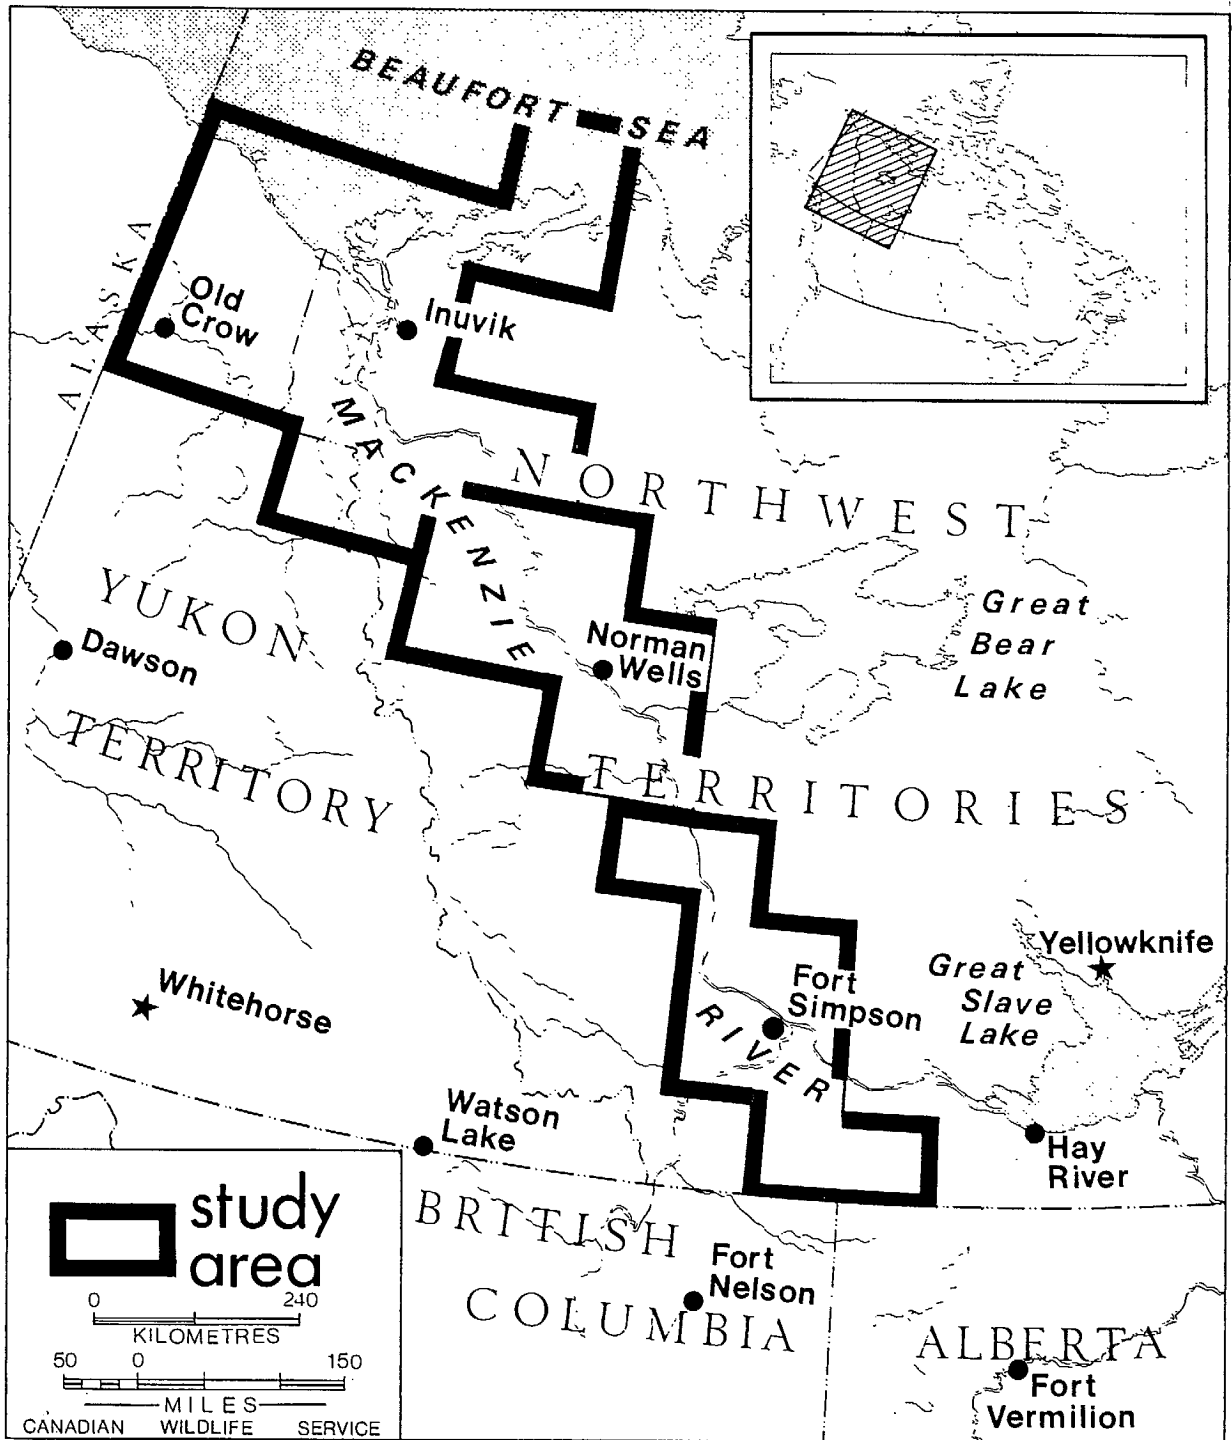 BEAUFORT SEA
ALASKA
Old
Crow
Inuvik
MACKENZIE
NORTHWEST
Great
Bear
Lake
YUKON
Norman
Wells
Dawson
TERRITORY
TERRITORIES
Yellowknife
Great
Slave
Lake
Fort
Simpson
Whitehorse
RIVER
Watson
Lake
Hay
River
BRITISH
Fort
Nelson
COLUMBIA
ALBERTA
Fort
Vermilion
study
area
0 240
KILOMETRES
50 0 150
MILES
CANADIAN WILDLIFE SERVICE